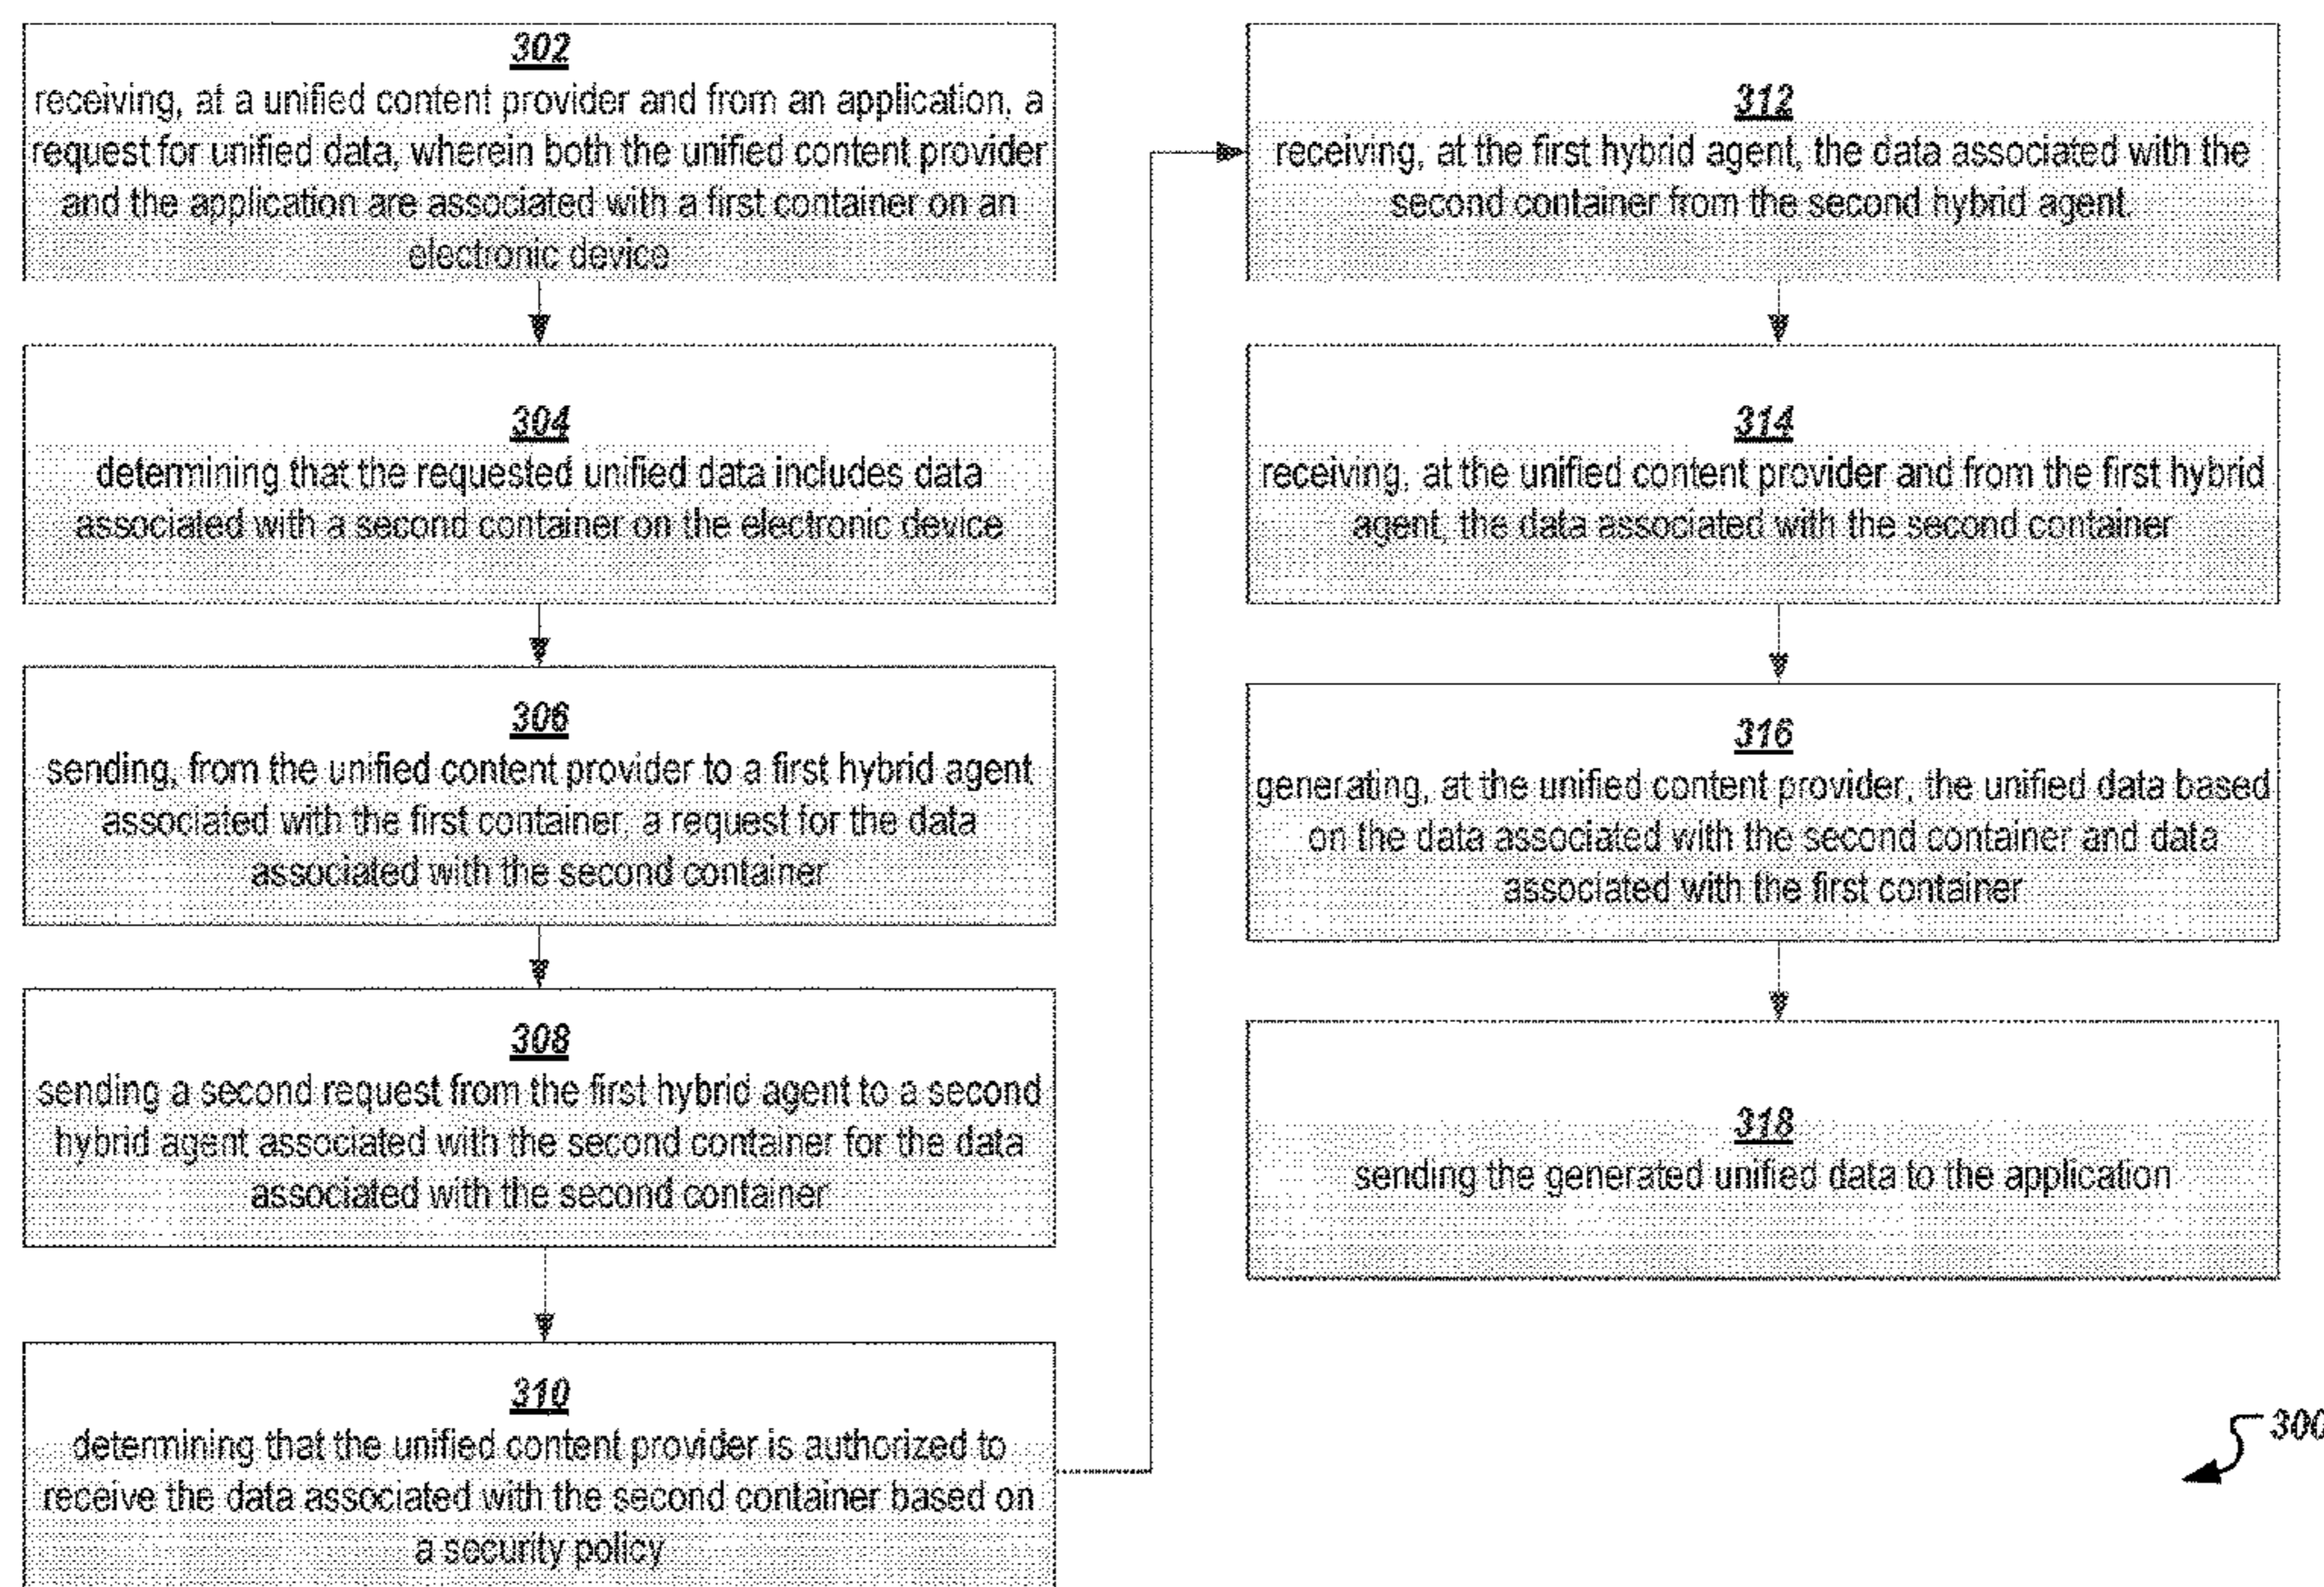 302
receiving, at a unified content provider and from an application, a
request for unified data, wherein both the unified content provider
and the application are associated with a first container on an
electronic device
304
determining that the requested unified data includes data
associated with a second container on the electronic device
306
sending, from the unified content provider to a first hybrid agent
associated with the first container, a request for the data
associated with the second container
308
sending a second request from the first hybrid agent to a second
hybrid agent associated with the second container for the data
associated with the second container
310
determining that the unified content provider is authorized to
receive the data associated with the second container based on
a security policy
312
receiving, at the first hybrid agent, the data associated with the
second container from the second hybrid agent.
314
receiving, at the unified content provider and from the first hybrid
agent, the data associated with the second container
316
generating, at the unified content provider, the unified data based
on the data associated with the second container and data
associated with the first container
318
sending the generated unified data to the application
300